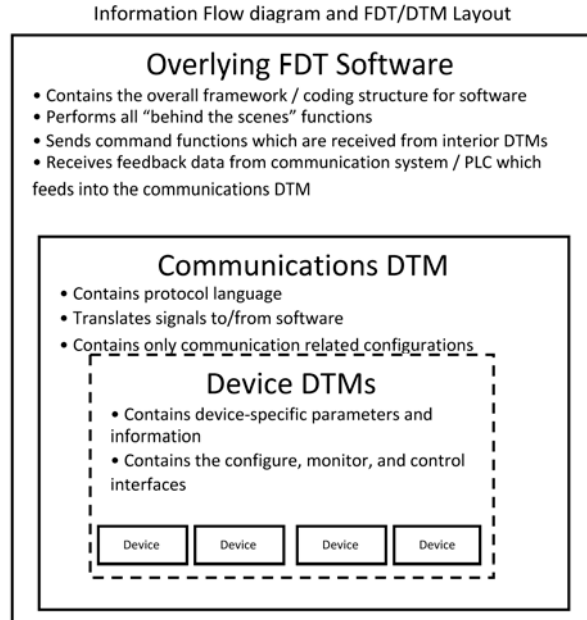 Information Flow diagram and FDT/DTM Layout
Overlying FDT Software
• Contains the overall framework / coding structure for software
• Performs all “behind the scenes” functions
• Sends command functions which are received from interior DTMs
• Receives feedback data from communication system / PLC which
feeds into the communications DTM
Communications DTM
• Contains protocol language
• Translates signals to/from software
• Contains only communication related configurations
Device DTMs
• Contains device-specific parameters and
information
• Contains the configure, monitor, and control
interfaces
Device Device Device Device